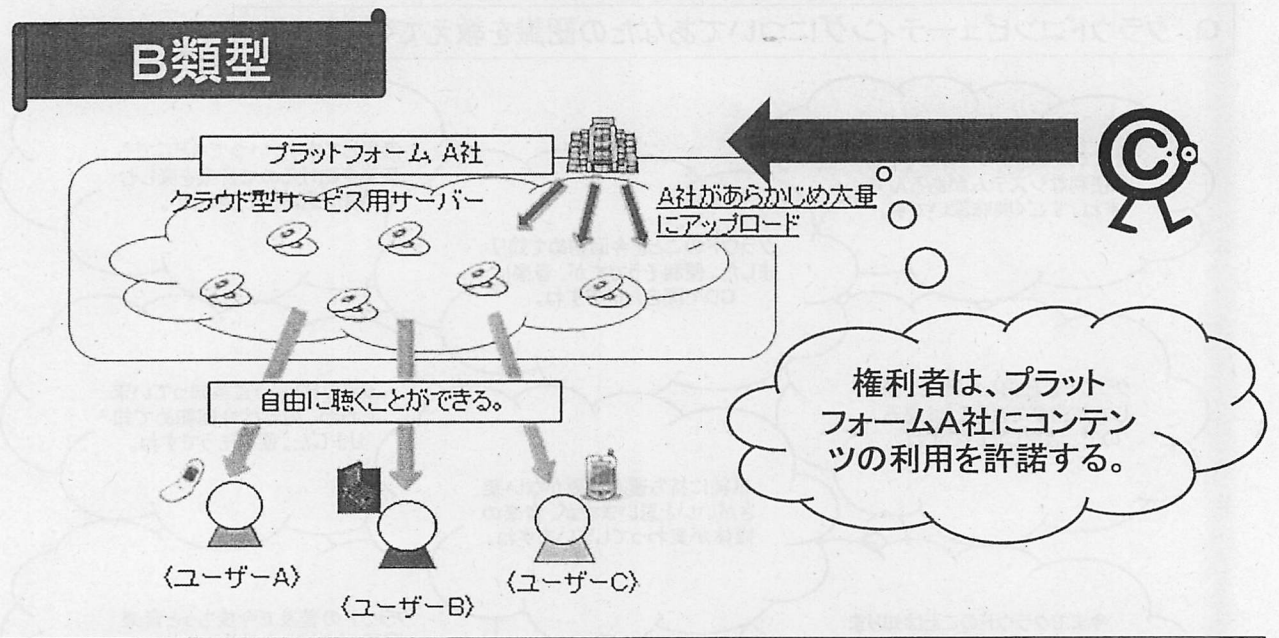 B類型
プラットフォーム A社
クラウド型サービス用サーバー
A社があらかじめ大量
にアップロード
C
自由に聴くことができる。
権利者は、プラット
フォームA社にコンテン
ツの利用を許諾する。
〈ユーザーA〉
〈ユーザーB〉
〈ユーザーC〉